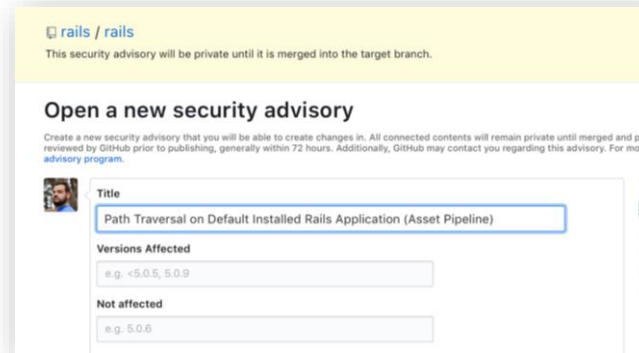 rails / rails
This security advisory will be private until it is merged into the target branch.
Open a new security advisory
Create a new security advisory that you will be able to create changes in. All connected contents will remain private until merged and
reviewed by GitHub prior to publishing, generally within 72 hours. Additionally, GitHub may contact you regarding this advisory. For
advisory program.
Title
Path Traversal on Default Installed Rails Application (Asset Pipeline)
Versions Affected
e.g. <5.0.5, 5.0.9
Not affected
e.g. 5.0.6